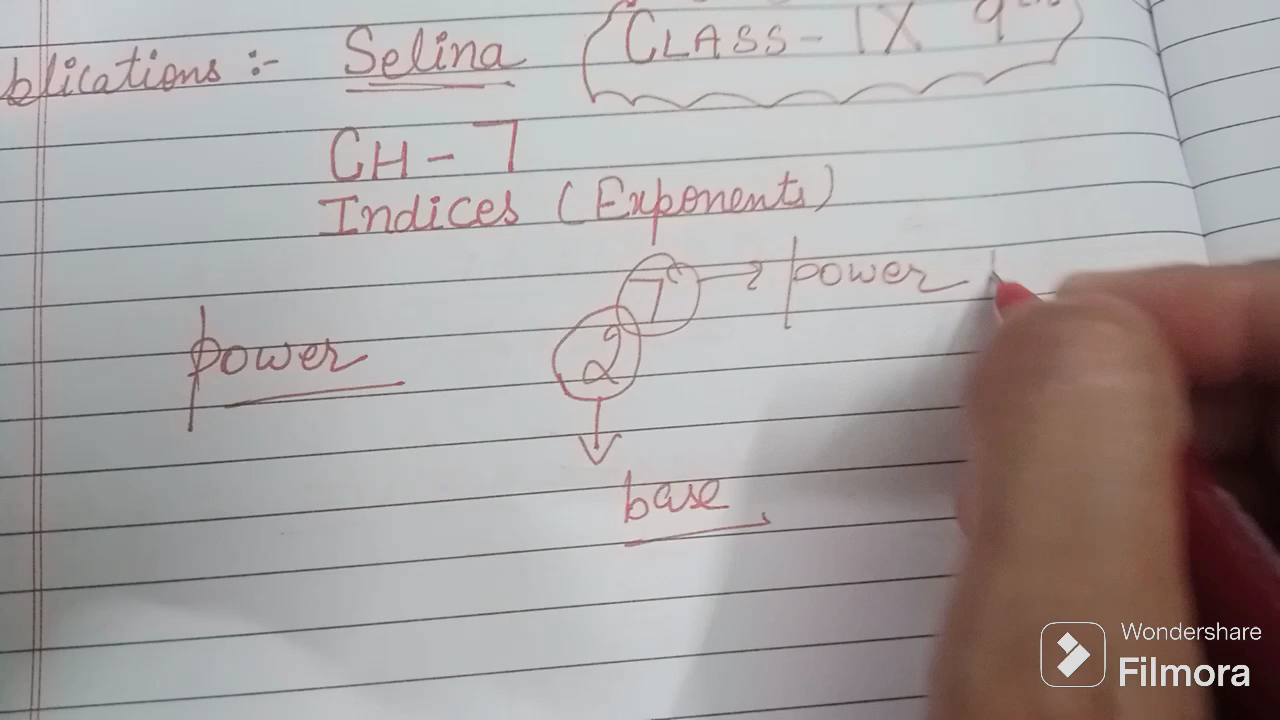 blications :- Selina CLASS - IX 9th
CH - 7
Indices (Exponents)
7 → power
power 2
base
Wondershare
Filmora